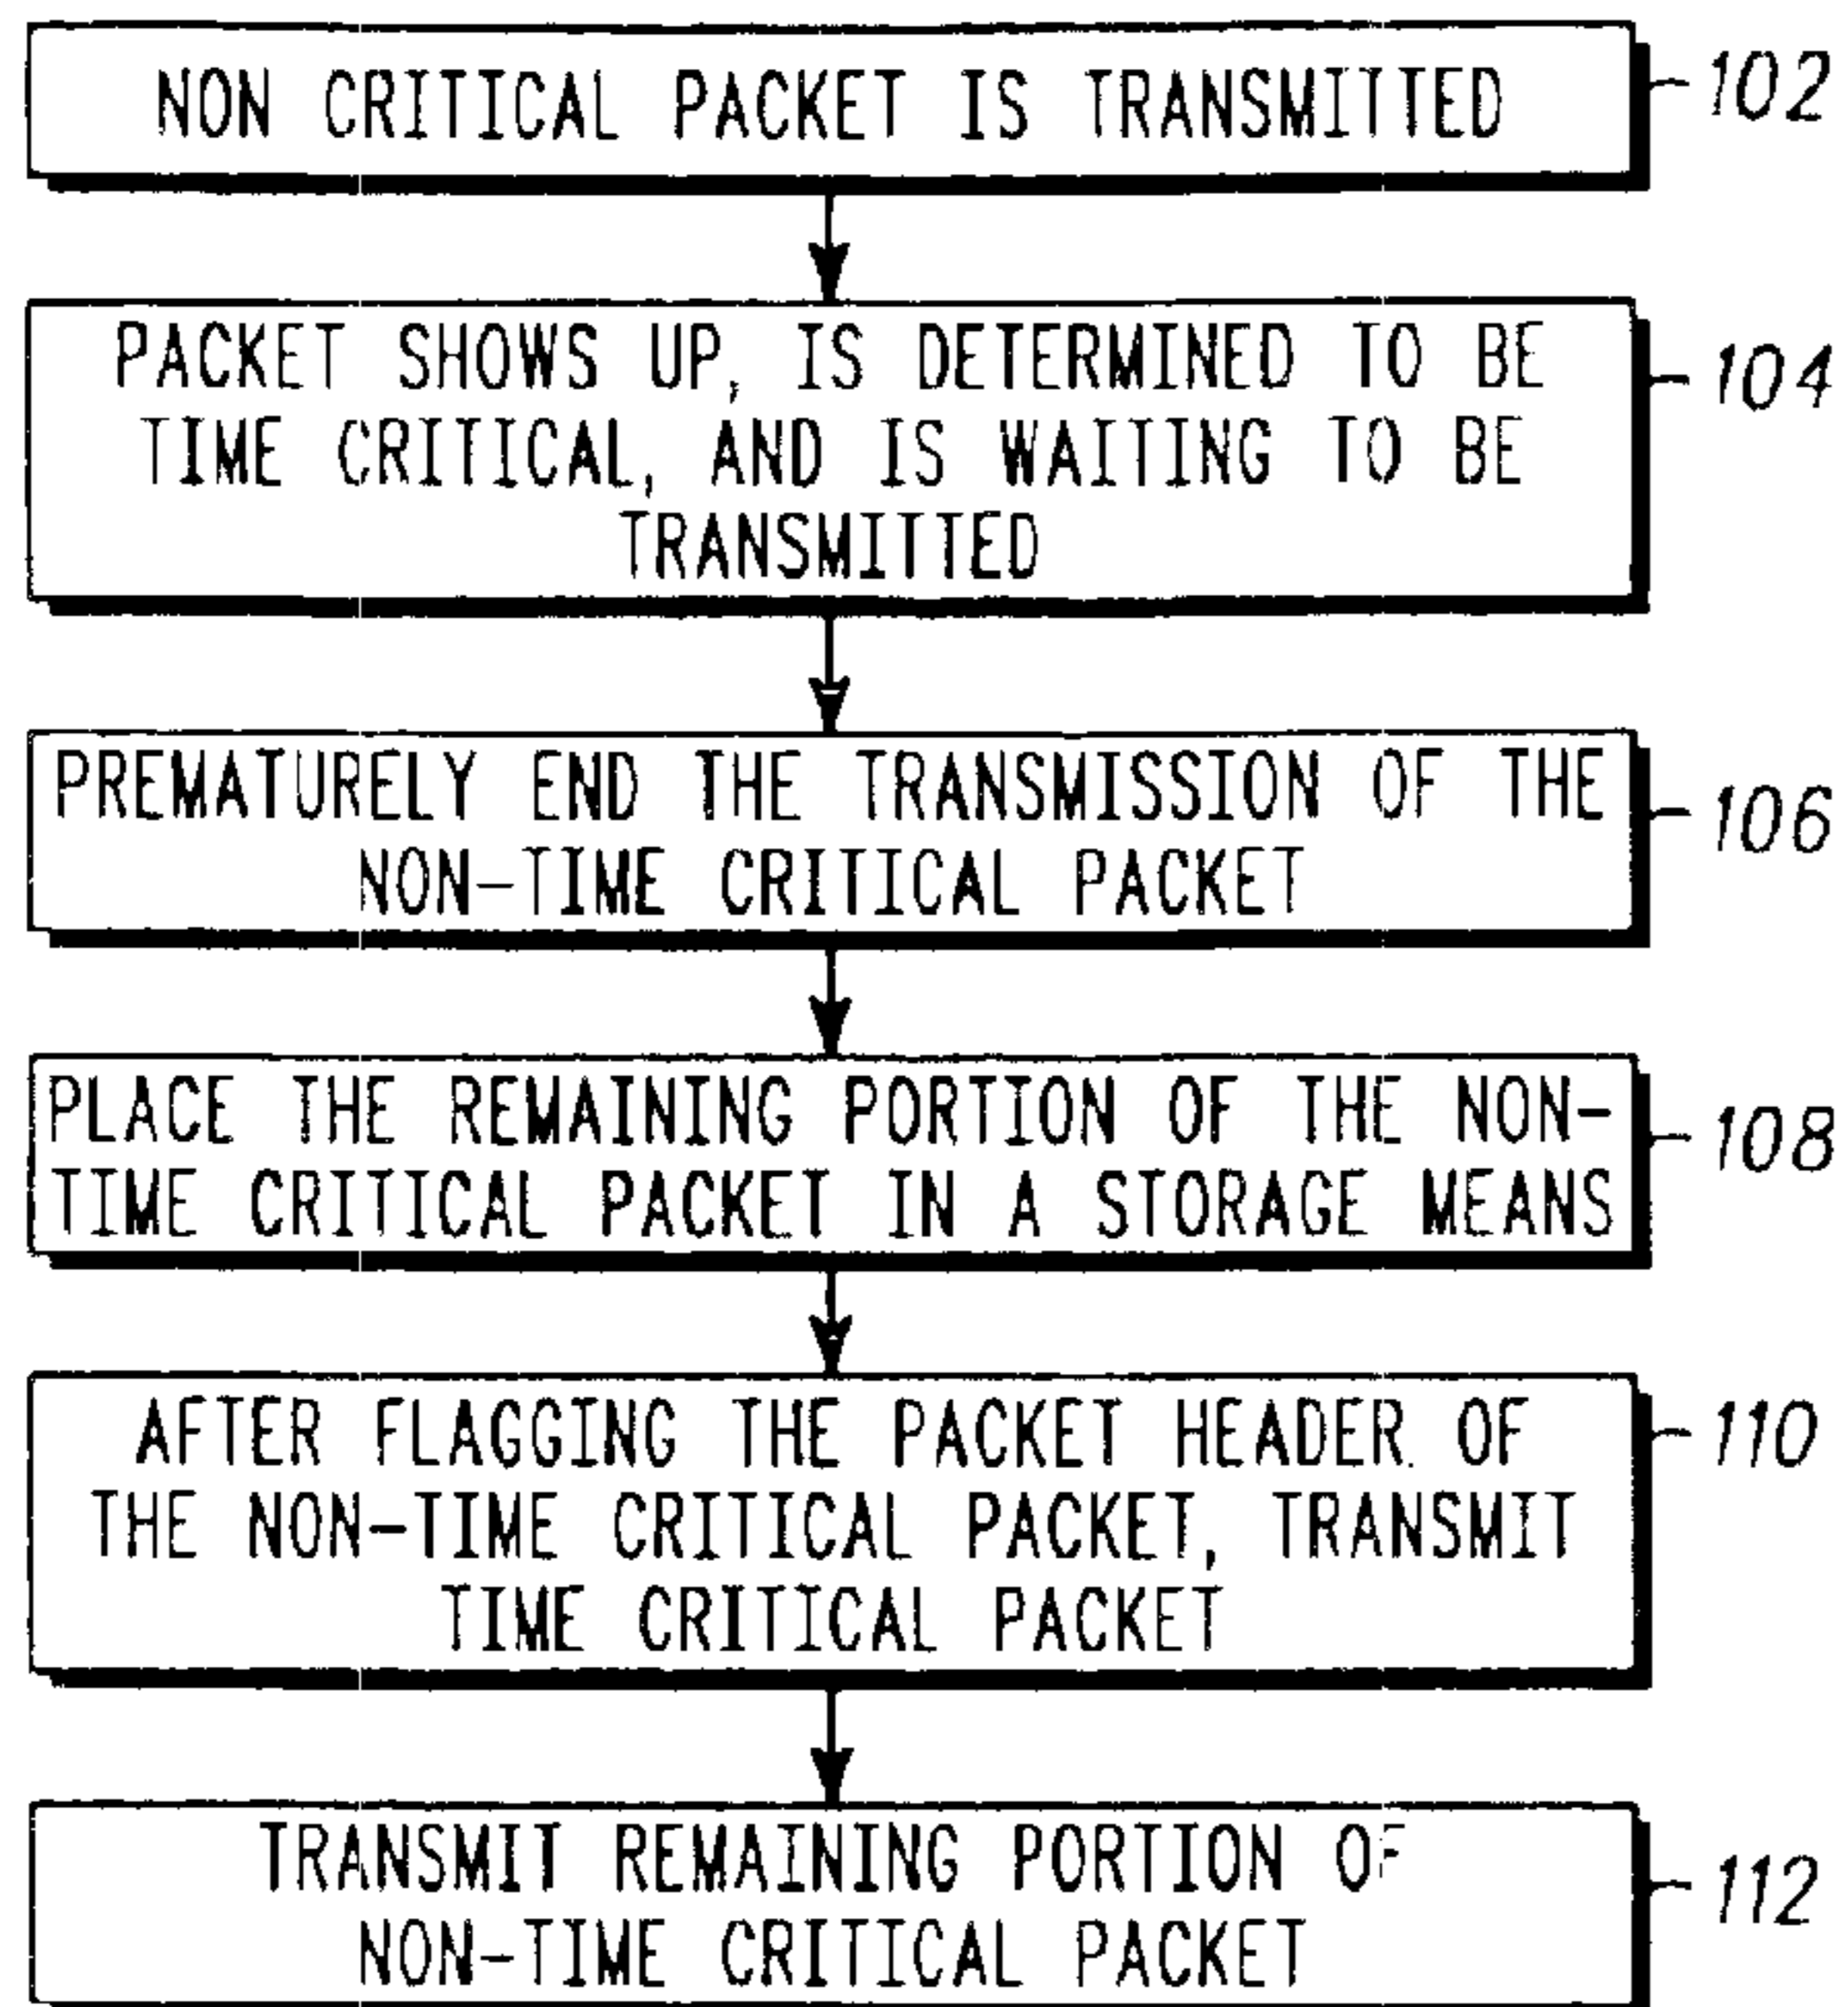 NON CRITICAL PACKET IS TRANSMITTED
102
PACKET SHOWS UP, IS DETERMINED TO BE
TIME CRITICAL, AND IS WAITING TO BE
TRANSMITTED
104
PREMATURELY END THE TRANSMISSION OF THE
NON-TIME CRITICAL PACKET
106
PLACE THE REMAINING PORTION OF THE NON-
TIME CRITICAL PACKET IN A STORAGE MEANS
108
AFTER FLAGGING THE PACKET HEADER. OF
THE NON-TIME CRITICAL PACKET, TRANSMIT
TIME CRITICAL PACKET
110
TRANSMIT REMAINING PORTION OF
NON-TIME CRITICAL PACKET
112